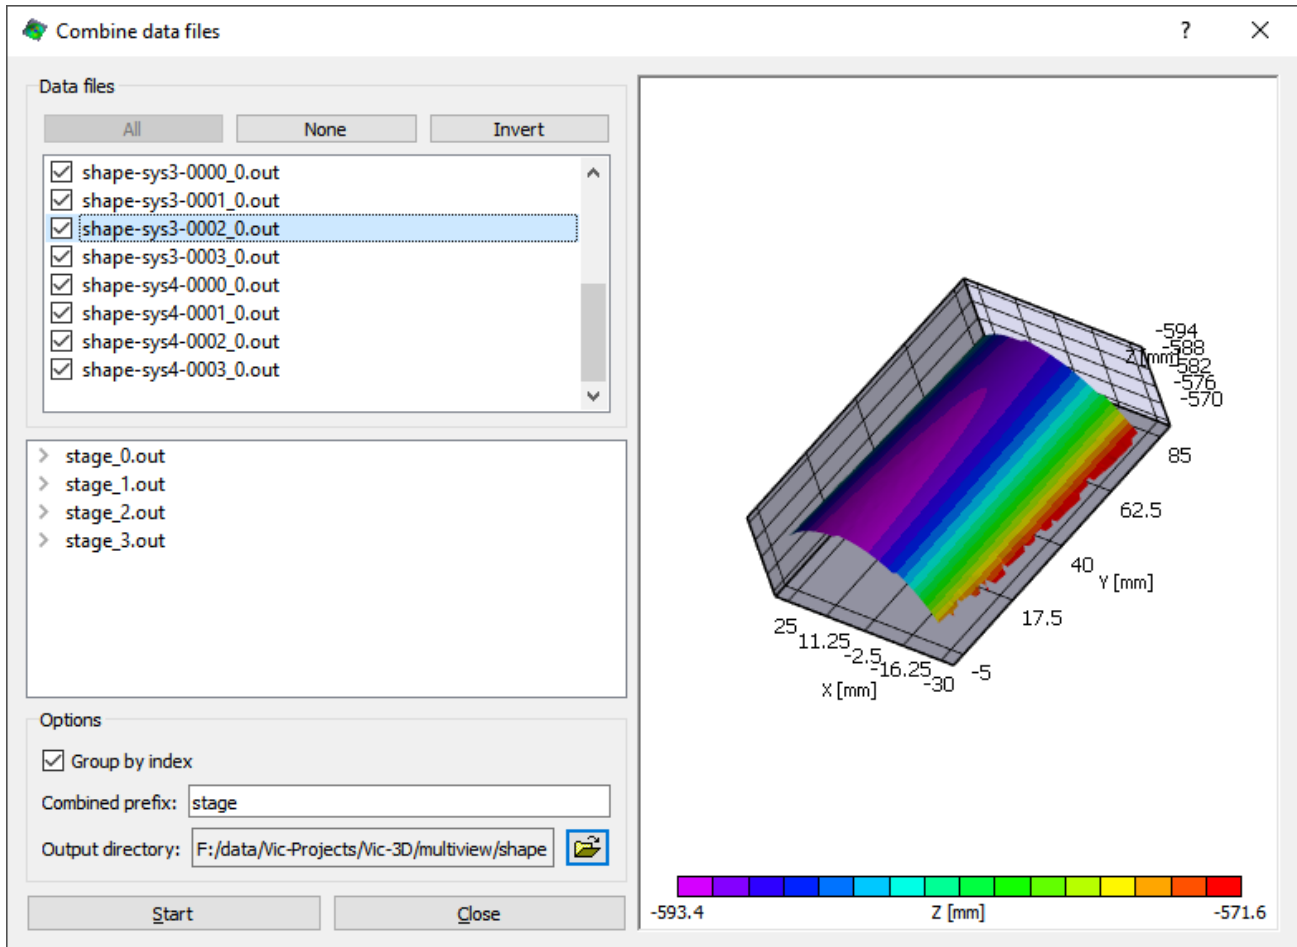 Combine data files
?
Data files
All None Invert
shape-sys3-0000_0.out
shape-sys3-0001_0.out
shape-sys3-0002_0.out
shape-sys3-0003_0.out
shape-sys4-0000_0.out
shape-sys4-0001_0.out
shape-sys4-0002_0.out
shape-sys4-0003_0.out
stage_0.out
stage_1.out
stage_2.out
stage_3.out
Options
Group by index
Combined prefix: stage
Output directory: F:/data/Vic-Projects/Vic-3D/multiview/shape
Start Close
-594
-588
Z [mm]
-582
-576
-570
85
62.5
40
Y [mm]
17.5
-5
25
11.25
-2.5
-16.25
-30
X [mm]
-593.4 Z [mm] -571.6